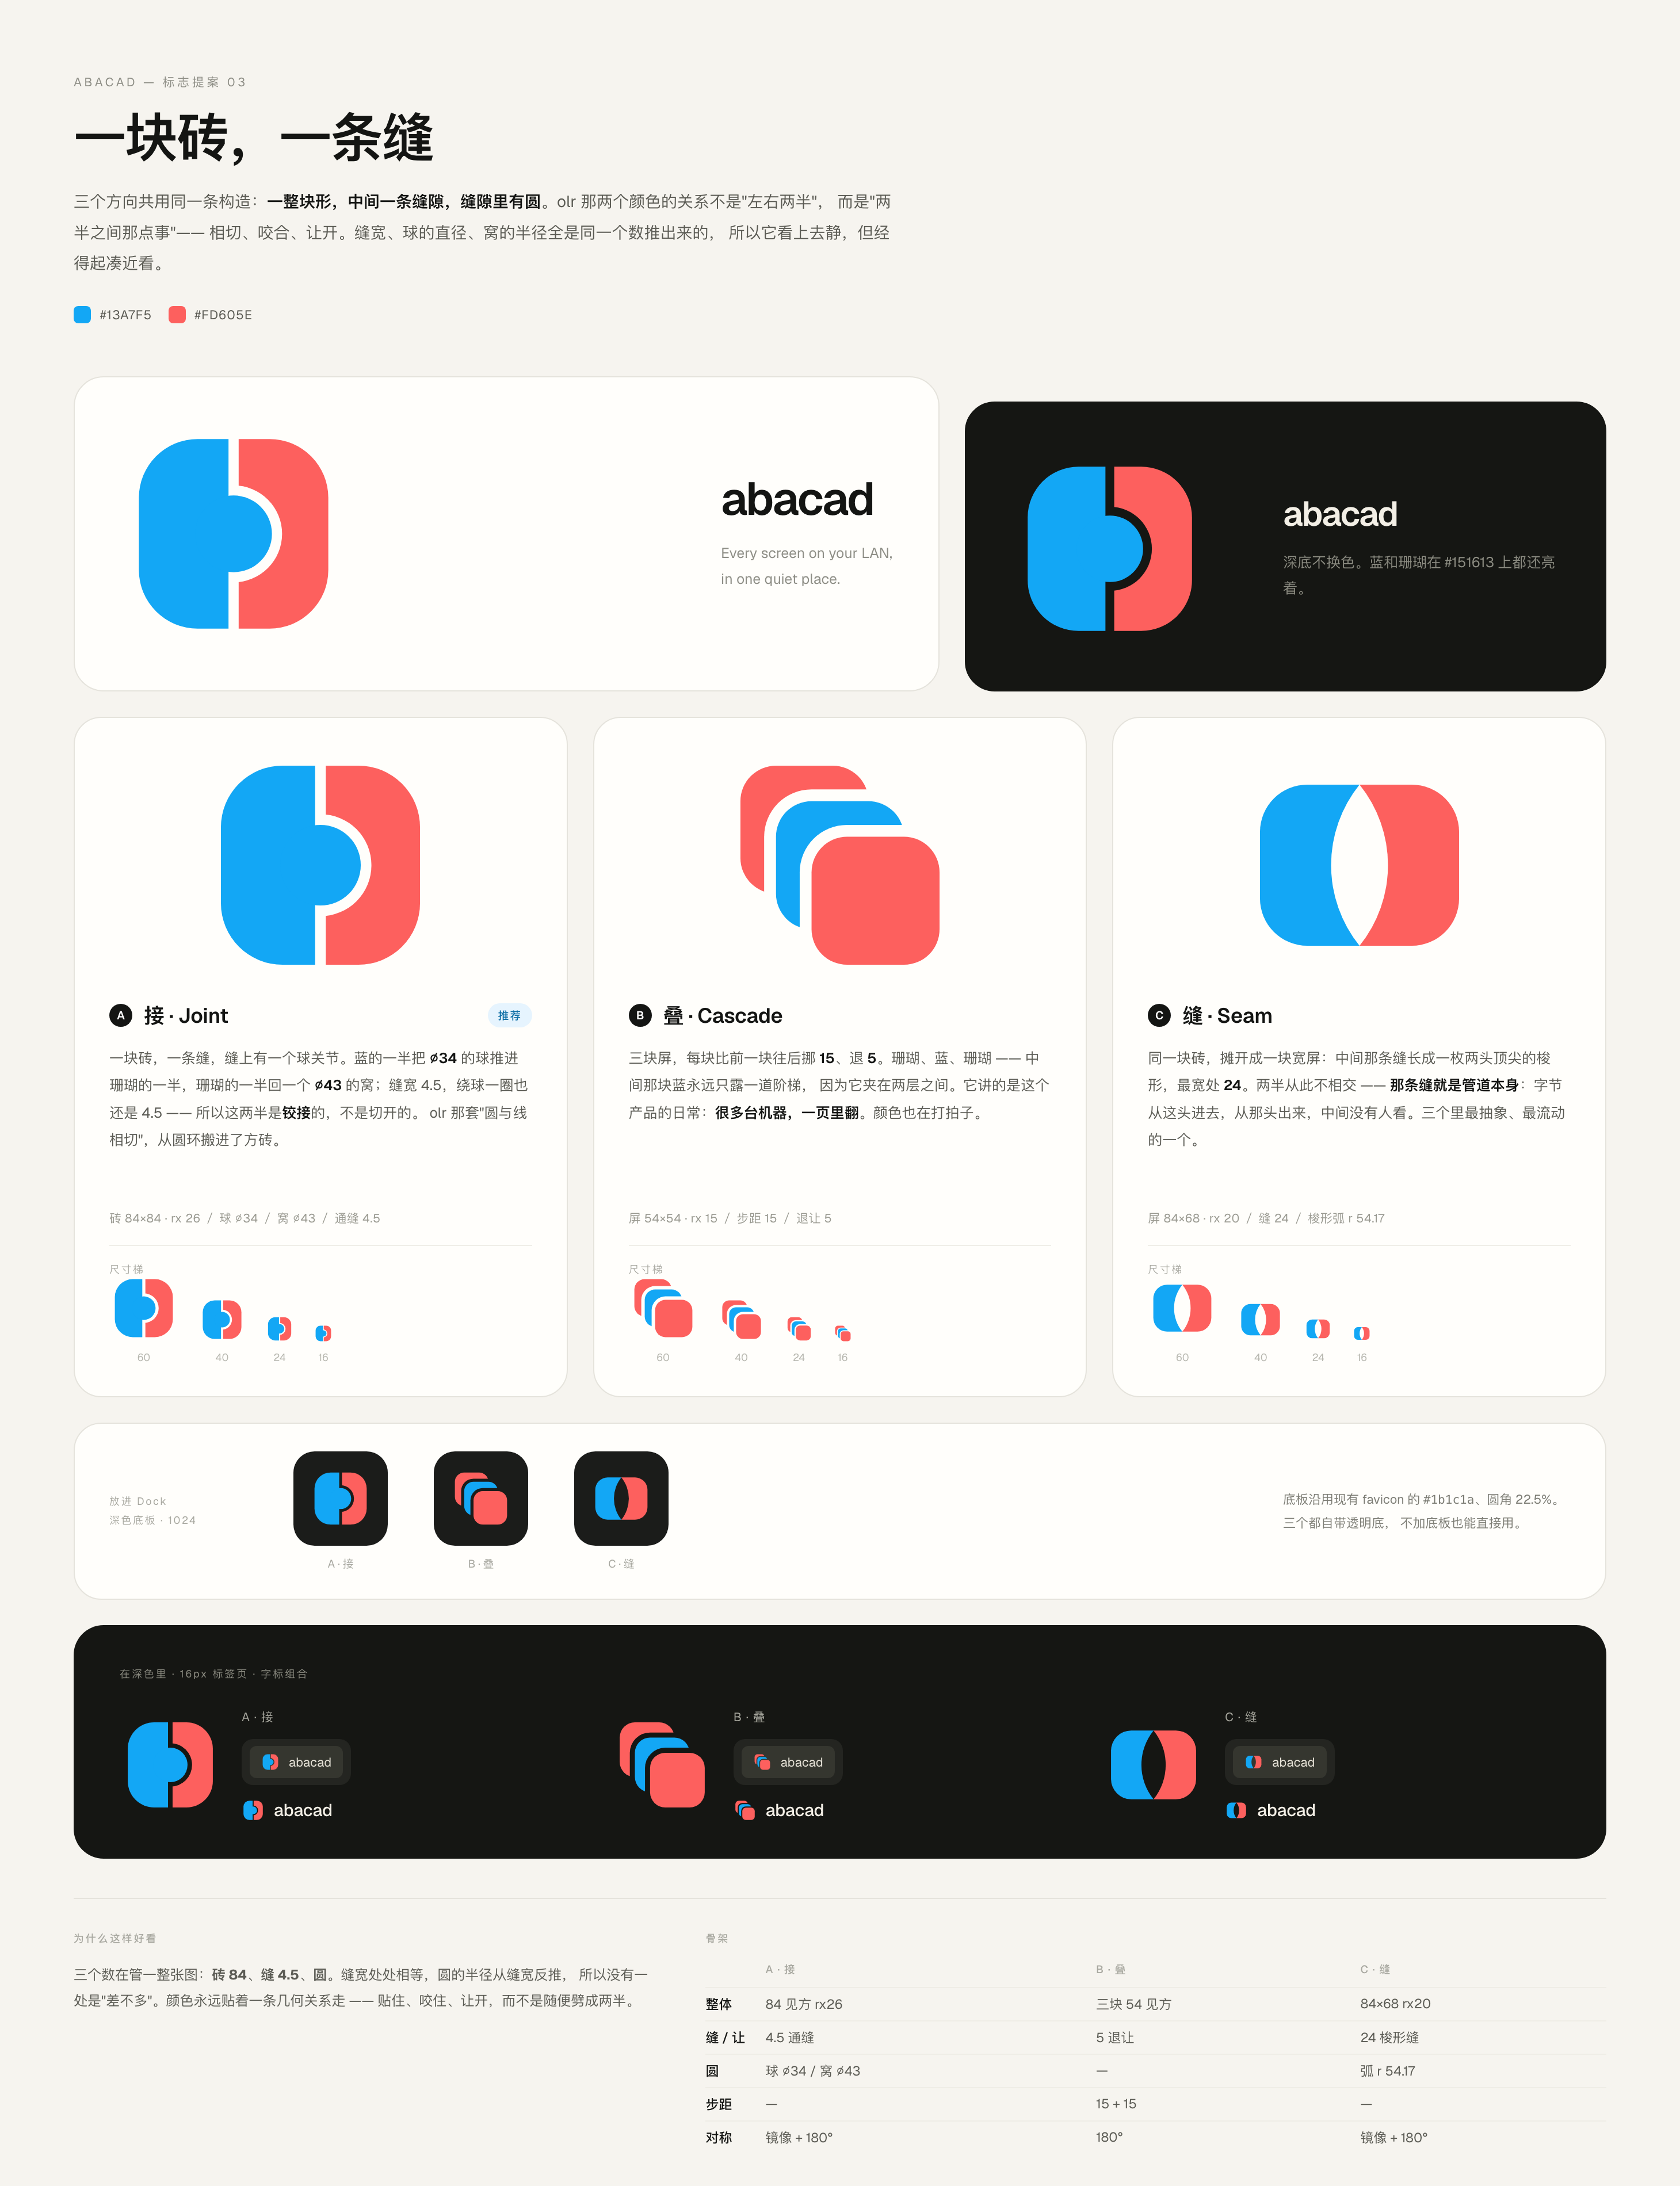 ABACAD — 标志提案 03
一块砖，一条缝
三个方向共用同一条构造：一整块形，中间一条缝隙，缝隙里有圆。olr 那两个颜色的关系不是"左右两半"， 而是"两
半之间那点事"—— 相切、咬合、让开。缝宽、球的直径、窝的半径全是同一个数推出来的， 所以它看上去静，但经
得起凑近看。
#13A7F5 #FD605E
abacad
Every screen on your LAN,
in one quiet place.
abacad
深底不换色。蓝和珊瑚在 #151613 上都还亮
着。
A 接 · Joint 推荐
一块砖，一条缝，缝上有一个球关节。蓝的一半把 ⌀34 的球推进
珊瑚的一半，珊瑚的一半回一个 ⌀43 的窝；缝宽 4.5，绕球一圈也
还是 4.5 —— 所以这两半是铰接的，不是切开的。 olr 那套"圆与线
相切"，从圆环搬进了方砖。
砖 84×84 · rx 26 / 球 ⌀34 / 窝 ⌀43 / 通缝 4.5
尺寸梯
60 40 24 16
B 叠 · Cascade
三块屏，每块比前一块往后挪 15、退 5。珊瑚、蓝、珊瑚 —— 中
间那块蓝永远只露一道阶梯， 因为它夹在两层之间。它讲的是这个
产品的日常：很多台机器，一页里翻。颜色也在打拍子。
屏 54×54 · rx 15 / 步距 15 / 退让 5
尺寸梯
60 40 24 16
C 缝 · Seam
同一块砖，摊开成一块宽屏：中间那条缝长成一枚两头顶尖的梭
形，最宽处 24。两半从此不相交 —— 那条缝就是管道本身：字节
从这头进去，从那头出来，中间没有人看。三个里最抽象、最流动
的一个。
屏 84×68 · rx 20 / 缝 24 / 梭形弧 r 54.17
尺寸梯
60 40 24 16
放进 Dock
深色底板 · 1024
A · 接
B · 叠
C · 缝
底板沿用现有 favicon 的 #1b1c1a、圆角 22.5%。
三个都自带透明底， 不加底板也能直接用。
在深色里 · 16px 标签页 · 字标组合
A · 接
abacad
abacad
B · 叠
abacad
abacad
C · 缝
abacad
abacad
为什么这样好看
三个数在管一整张图：砖 84、缝 4.5、圆。缝宽处处相等，圆的半径从缝宽反推， 所以没有一
处是"差不多"。颜色永远贴着一条几何关系走 —— 贴住、咬住、让开，而不是随便劈成两半。
骨架
A · 接 B · 叠 C · 缝
整体 84 见方 rx26 三块 54 见方 84×68 rx20
缝 / 让 4.5 通缝 5 退让 24 梭形缝
圆 球 ⌀34 / 窝 ⌀43 — 弧 r 54.17
步距 — 15 + 15 —
对称 镜像 + 180° 180° 镜像 + 180°